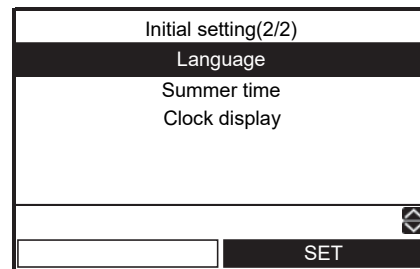 Initial setting(2/2)
Language
Summer time
Clock display
SET